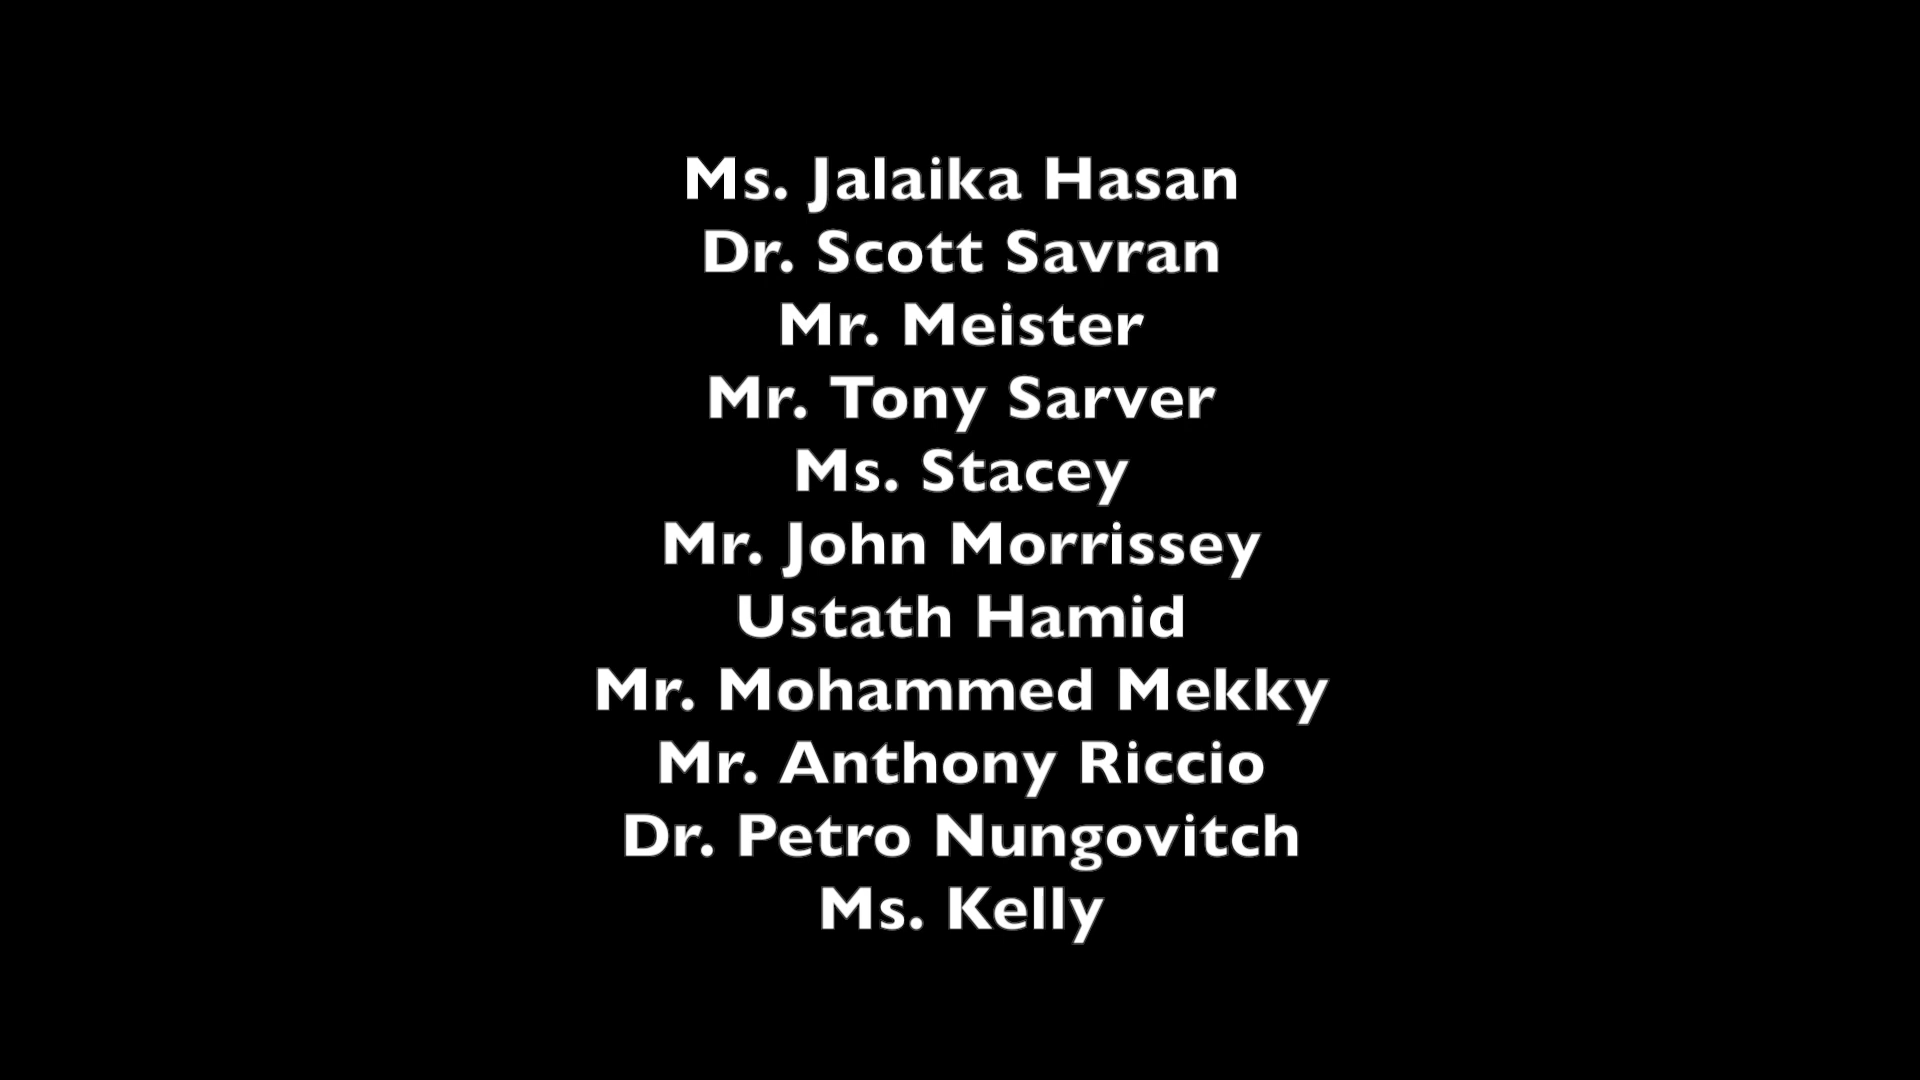 Ms. Jalaika Hasan
Dr. Scott Savran
Mr. Meister
Mr. Tony Sarver
Ms. Stacey
Mr. John Morrissey
Ustath Hamid
Mr. Mohammed Mekky
Mr. Anthony Riccio
Dr. Petro Nungovitch
Ms. Kelly